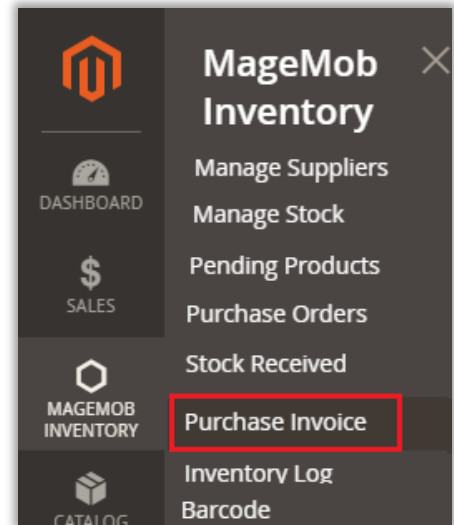 MageMob
Inventory
Manage Suppliers
DASHBOARD
Manage Stock
Pending Products
$
SALES
Purchase Orders
Stock Received
MAGEMOB
INVENTORY
Purchase Invoice
Inventory Log
Barcode
CATALOG